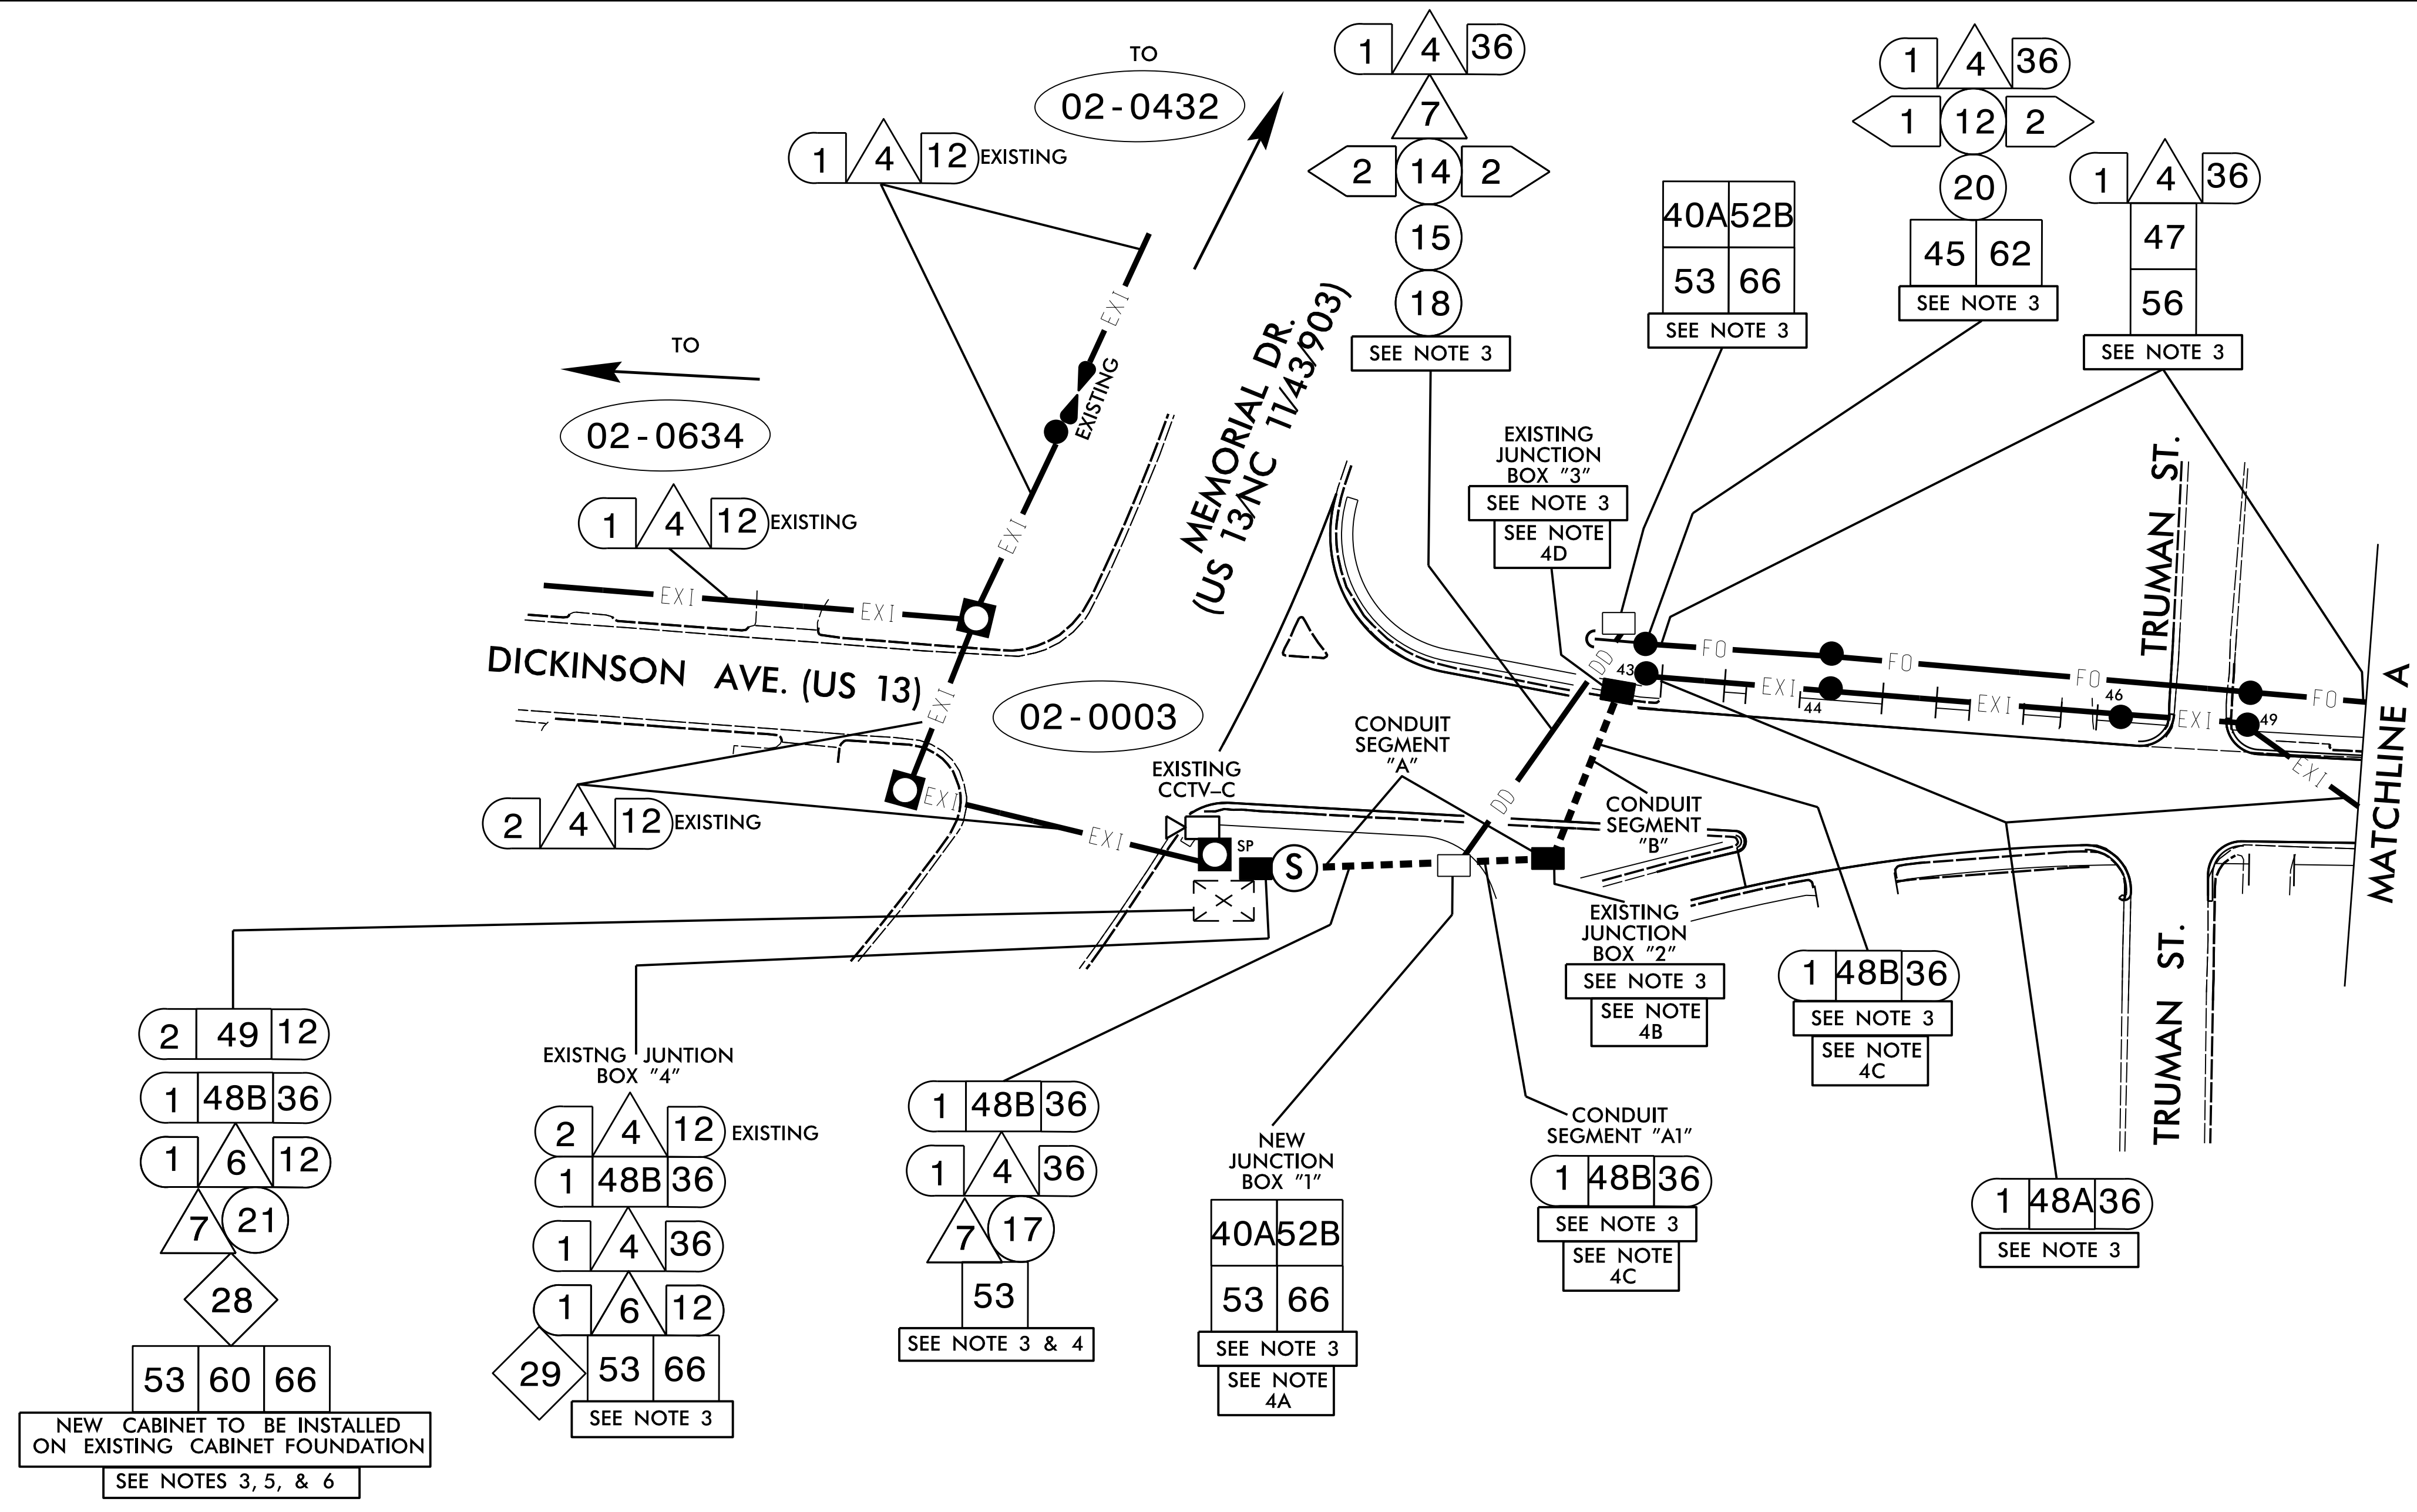 TO
02-0432
1 4 12 EXISTING
TO
02-0634
1 4 12 EXISTING
EXI
EXISTING
EXI
EXI
EXI
EXI
MEMORIAL DR.
(US 13/NC 11/43/903)
DICKINSON AVE. (US 13)
02-0003
2 4 12 EXISTING
EXI
EXI
EXISTING
CCTV-C
SP
S
1 4 36
7
2 14 2
15
18
SEE NOTE 3
40A 52B
53 66
SEE NOTE 3
1 4 36
1 12 2
20
45 62
SEE NOTE 3
1 4 36
47
56
SEE NOTE 3
EXISTING
JUNCTION
BOX "3"
SEE NOTE 3
SEE NOTE
4D
TRUMAN ST.
DD
FO
FO
FO
FO
43
EXI
44
EXI
46
EXI
49
EXI
MATCHLINE A
DD
CONDUIT
SEGMENT
"A"
CONDUIT
SEGMENT
"B"
EXISTING
JUNCTION
BOX "2"
SEE NOTE 3
SEE NOTE
4B
1 48B 36
SEE NOTE 3
SEE NOTE
4C
TRUMAN ST.
2 49 12
1 48B 36
1 6 12
7 21
28
53 60 66
NEW CABINET TO BE INSTALLED
ON EXISTING CABINET FOUNDATION
SEE NOTES 3, 5, & 6
EXISTNG JUNTION
BOX "4"
2 4 12 EXISTING
1 48B 36
1 4 36
1 6 12
29 53 66
SEE NOTE 3
1 48B 36
1 4 36
7 17
53
SEE NOTE 3 & 4
NEW
JUNCTION
BOX "1"
40A 52B
53 66
SEE NOTE 3
SEE NOTE
4A
CONDUIT
SEGMENT "A1"
1 48B 36
SEE NOTE 3
SEE NOTE
4C
1 48A 36
SEE NOTE 3